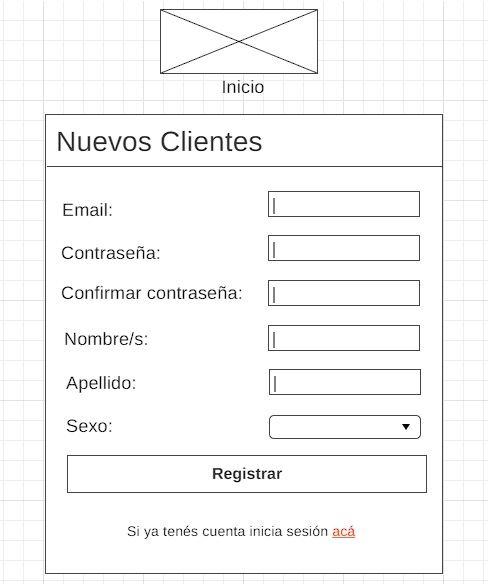 Inicio
Nuevos Clientes
Email:
Contraseña:
Confirmar contraseña:
Nombre/s:
Apellido:
Sexo:
Registrar
Si ya tenés cuenta inicia sesión acá